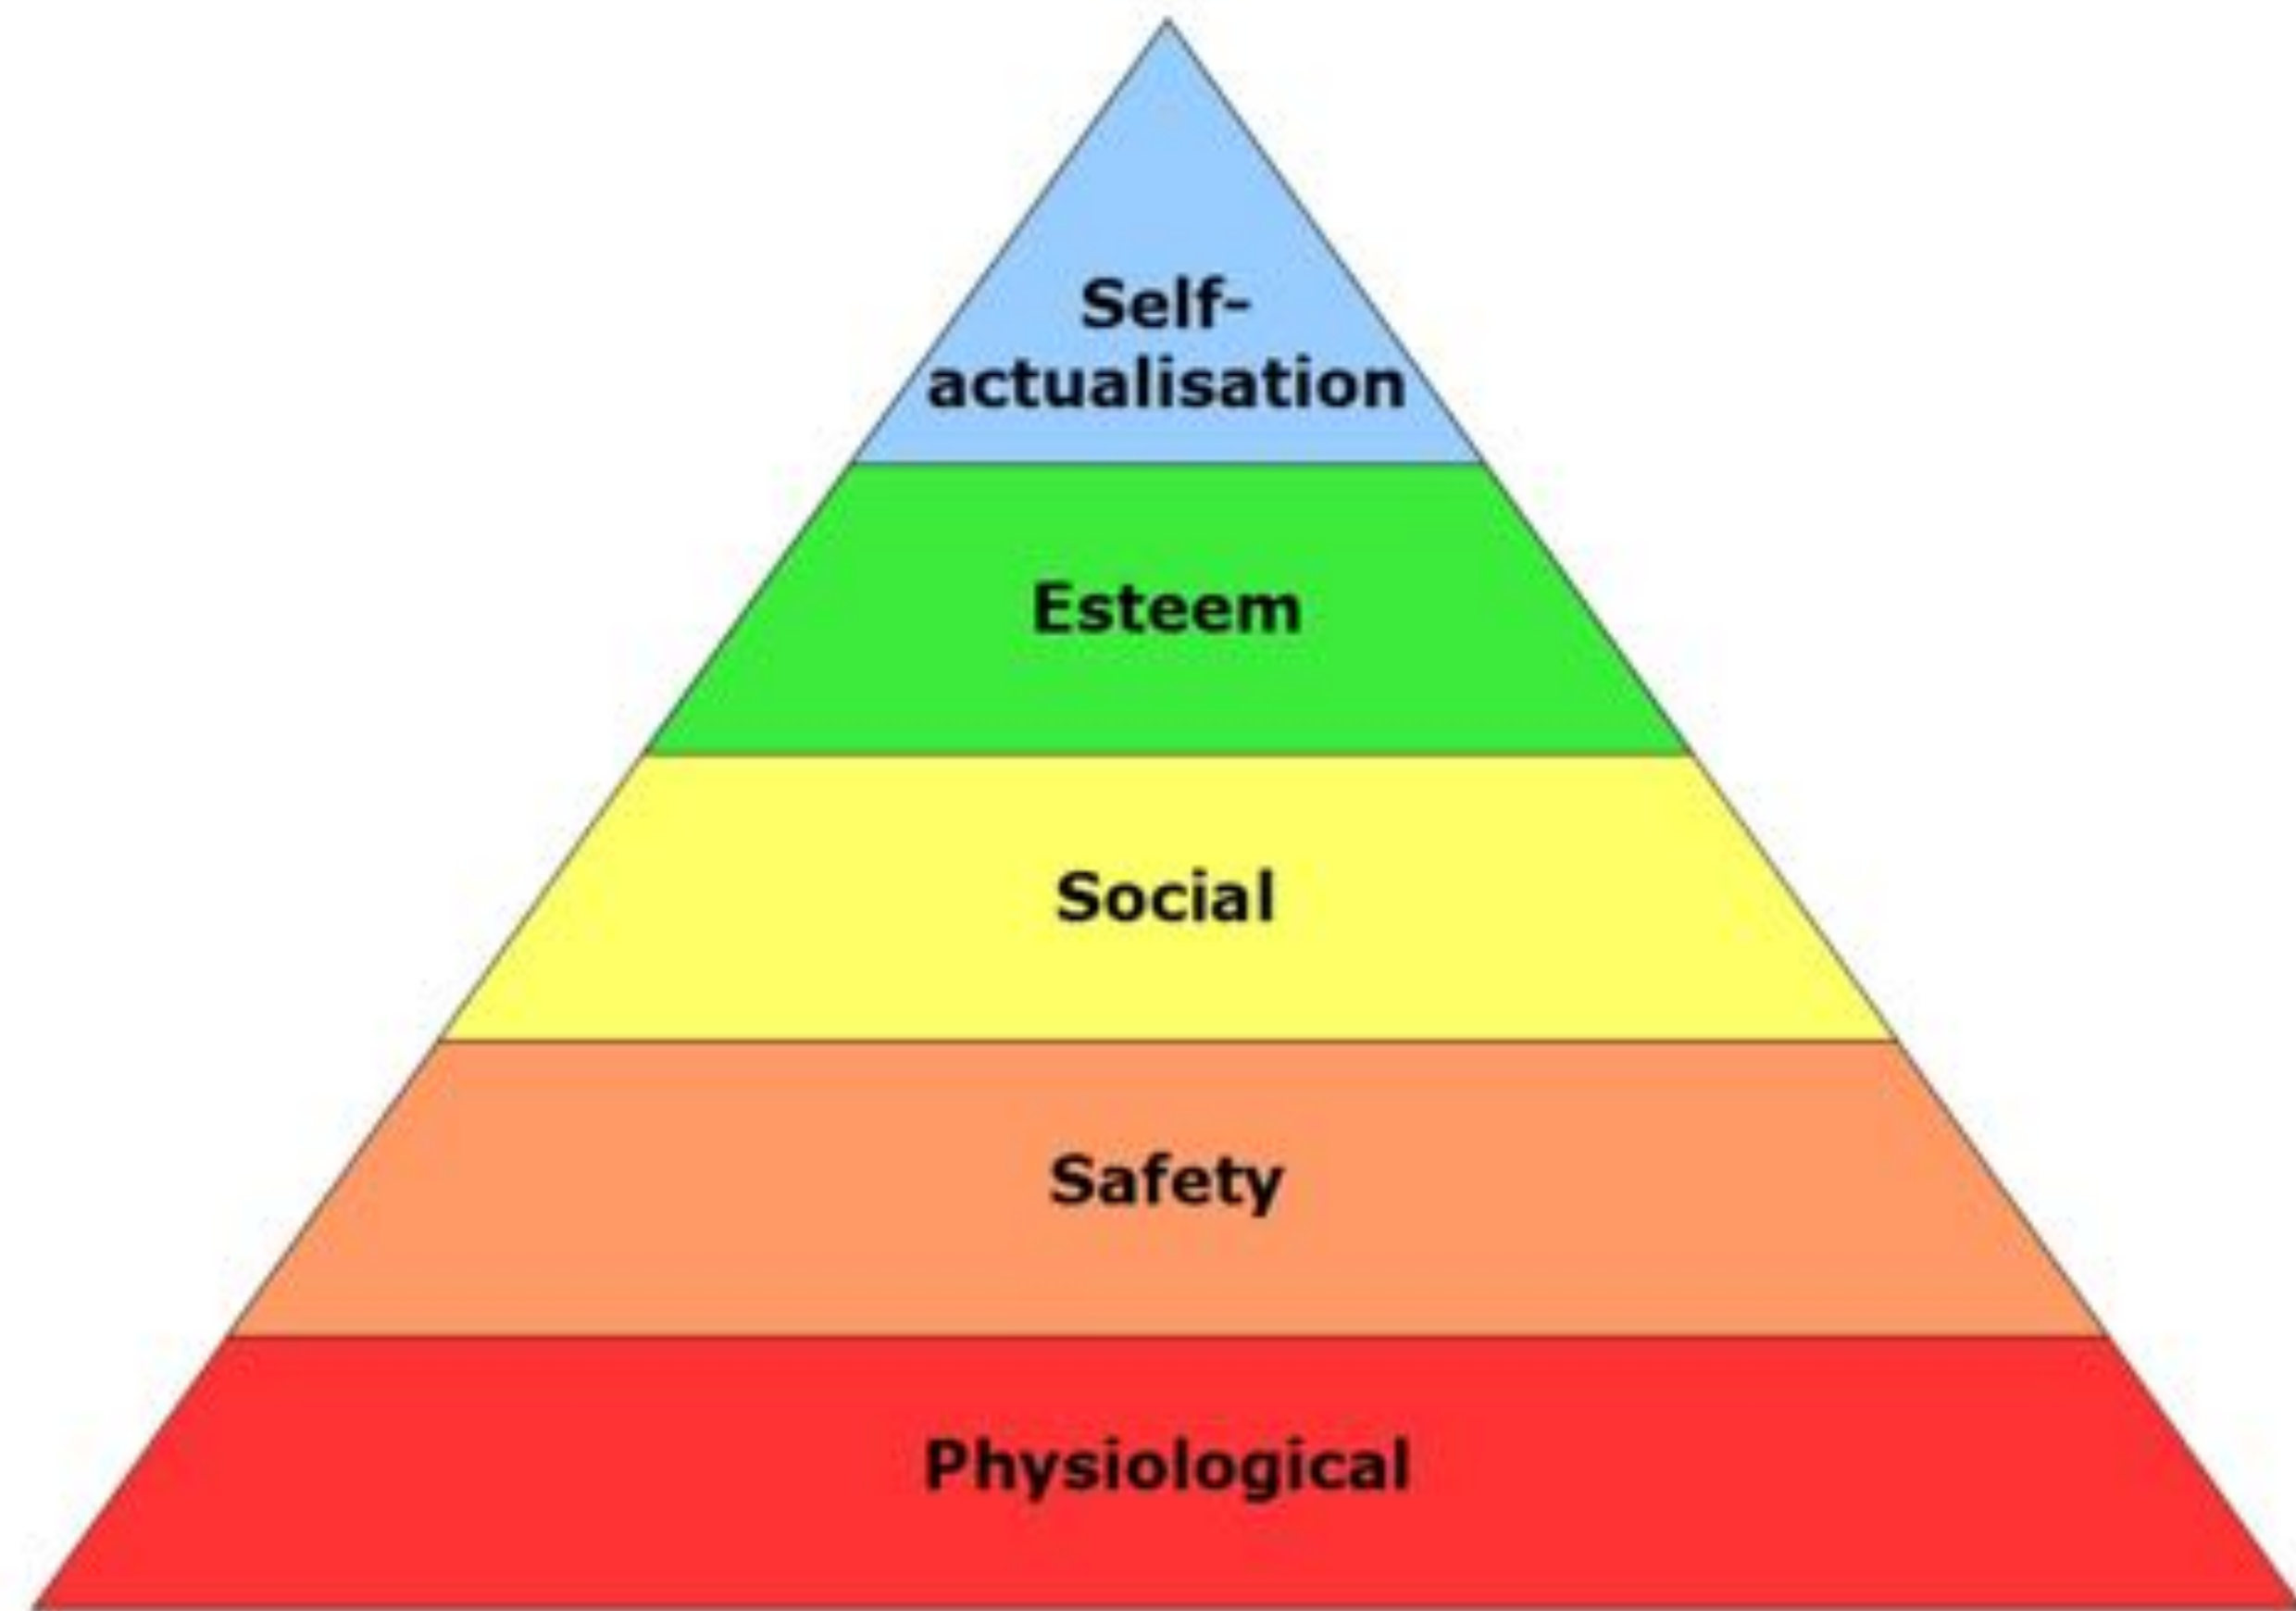 Self-
actualisation
Esteem
Social
Safety
Physiological